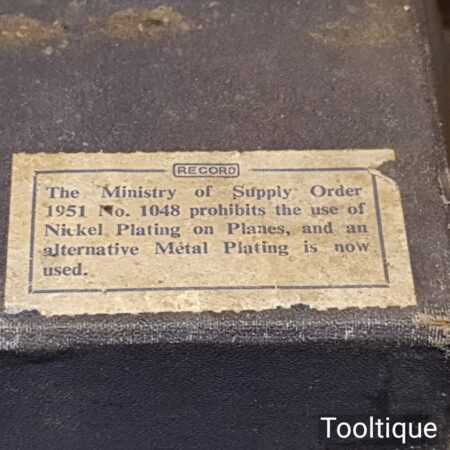 RECORD
The Ministry of Supply Order
1951 No. 1048 prohibits the use of
Nickel Plating on Planes, and an
alternative Metal Plating is now
used.
Tooltique